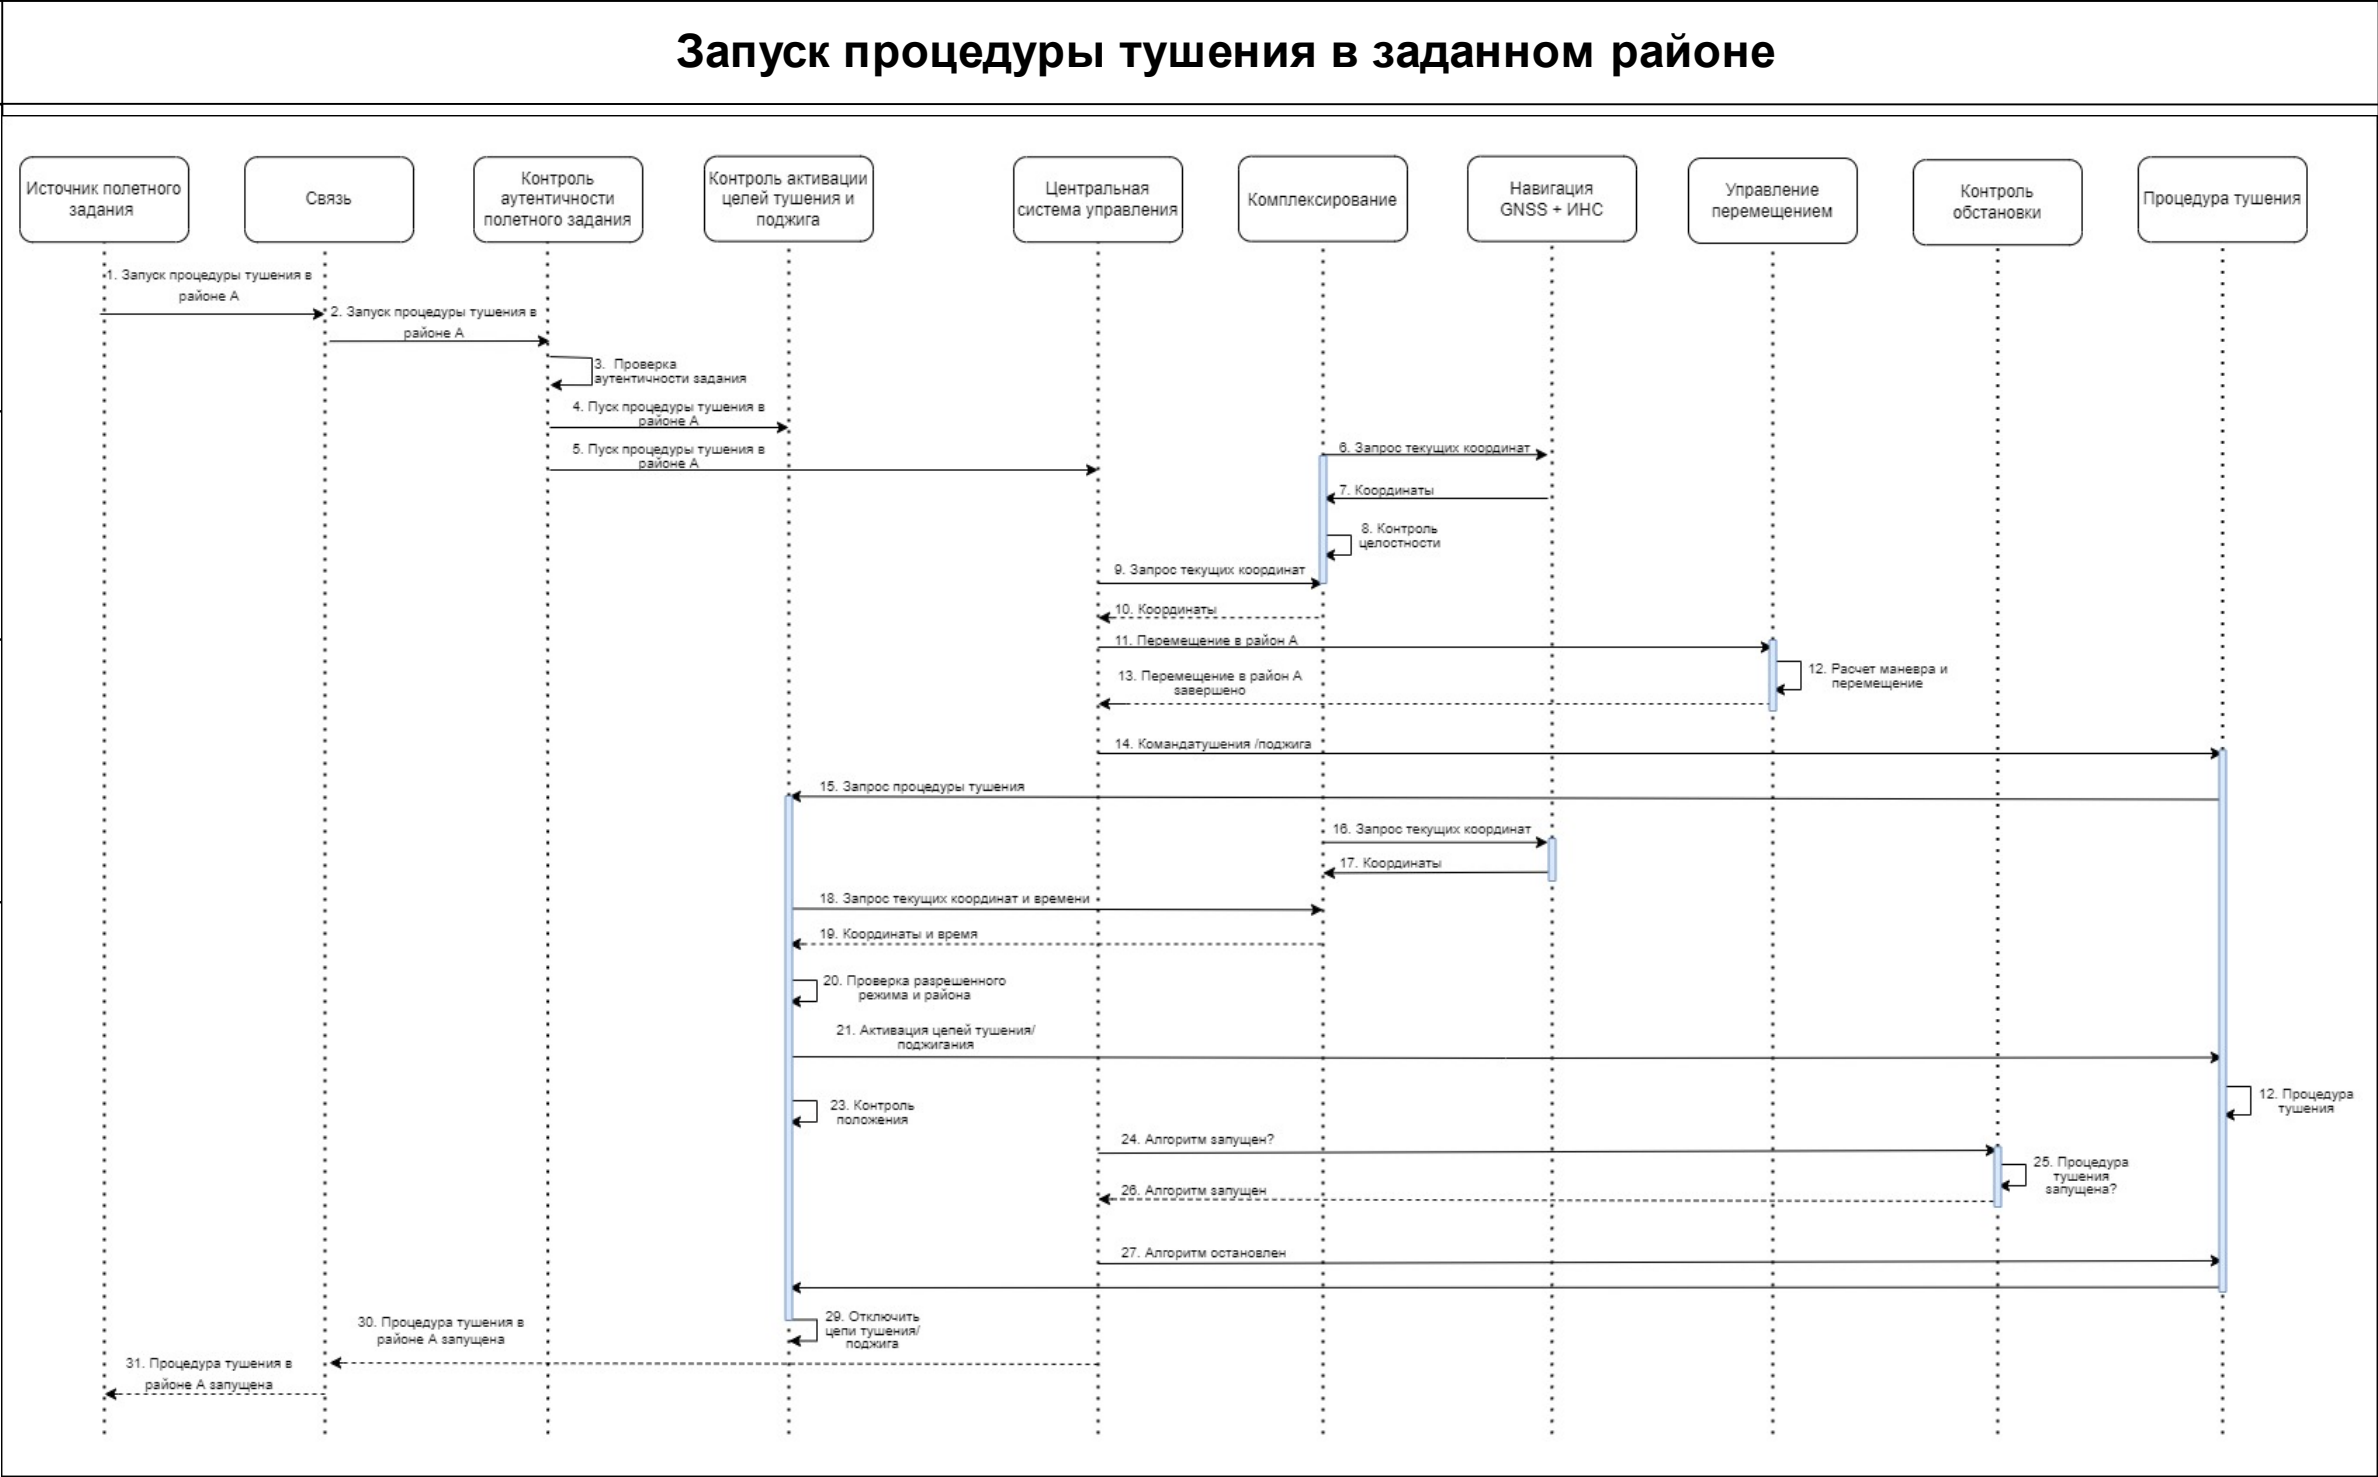 Запуск процедуры тушения в заданном районе
Источник полетного
задания
Связь
Контроль
аутентичности
полетного задания
Контроль активации
целей тушения и
поджига
Центральная
система управления
Комплексирование
Навигация
GNSS + ИНС
Управление
перемещением
Контроль
обстановки
Процедура тушения
1. Запуск процедуры тушения в
районе А
2. Запуск процедуры тушения в
районе А
3. Проверка
аутентичности задания
4. Пуск процедуры тушения в
районе А
5. Пуск процедуры тушения в
районе А
6. Запрос текущих координат
7. Координаты
8. Контроль
целостности
9. Запрос текущих координат
10. Координаты
11. Перемещение в район А
12. Расчет маневра и
перемещение
13. Перемещение в район А
завершено
14. Командатушения /поджига
15. Запрос процедуры тушения
16. Запрос текущих координат
17. Координаты
18. Запрос текущих координат и времени
19. Координаты и время
20. Проверка разрешенного
режима и района
21. Активация цепей тушения/
поджигания
12. Процедура
тушения
23. Контроль
положения
24. Алгоритм запущен?
25. Процедура
тушения
запущена?
26. Алгоритм запущен
27. Алгоритм остановлен
29. Отключить
цепи тушения/
поджига
30. Процедура тушения в
районе А запущена
31. Процедура тушения в
районе А запущена